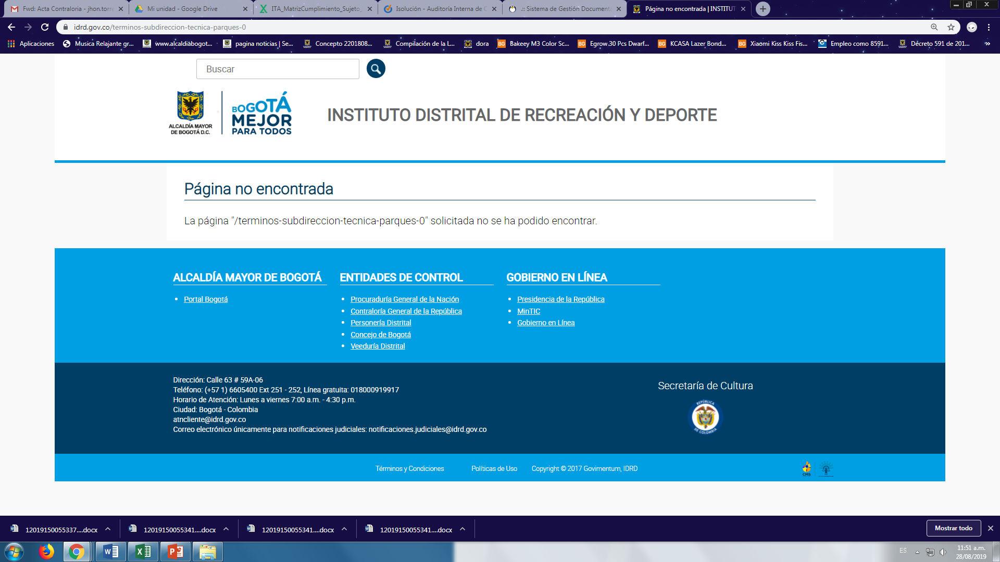 Fwd: Acta Contraloria - jhon.torre
Mi unidad - Google Drive
ITA_MatrizCumplimiento_Sujeto_
Isolución - Auditoría Interna de C
.:: Sistema de Gestión Documenta
Página no encontrada | INSTITUT
idrd.gov.co/terminos-subdireccion-tecnica-parques-0
Aplicaciones
Musica Relajante gr...
www.alcaldiabogot...
pagina noticias | Se...
Concepto 2201808...
Compilación de la L...
dora
Bakeey M3 Color Sc...
Egrow 30 Pcs Dwarf...
KCASA Lazer Bond...
Xiaomi Kiss Kiss Fis...
Empleo como 8591...
Decreto 591 de 201...
Buscar
ALCALDÍA MAYOR
DE BOGOTÁ D.C.
BOGOTÁ
MEJOR
PARA TODOS
INSTITUTO DISTRITAL DE RECREACIÓN Y DEPORTE
Página no encontrada
La página "/terminos-subdireccion-tecnica-parques-0" solicitada no se ha podido encontrar.
ALCALDÍA MAYOR DE BOGOTÁ
Portal Bogotá
ENTIDADES DE CONTROL
Procuraduría General de la Nación
Contraloría General de la República
Personería Distrital
Concejo de Bogotá
Veeduría Distrital
GOBIERNO EN LÍNEA
Presidencia de la República
MinTIC
Gobierno en Línea
Dirección: Calle 63 # 59A-06
Teléfono: (+57 1) 6605400 Ext 251 - 252, Línea gratuita: 018000919917
Horario de Atención: Lunes a viernes 7:00 a.m. - 4:30 p.m.
Ciudad: Bogotá - Colombia
atncliente@idrd.gov.co
Correo electrónico únicamente para notificaciones judiciales: notificaciones.judiciales@idrd.gov.co
Secretaría de Cultura
REPÚBLICA
DE COLOMBIA
Términos y Condiciones
Políticas de Uso
Copyright © 2017 Govimentum, IDRD
CMS
12019150055337....docx
12019150055341....docx
12019150055341....docx
12019150055341....docx
Mostrar todo
ES
11:51 a.m.
28/08/2019